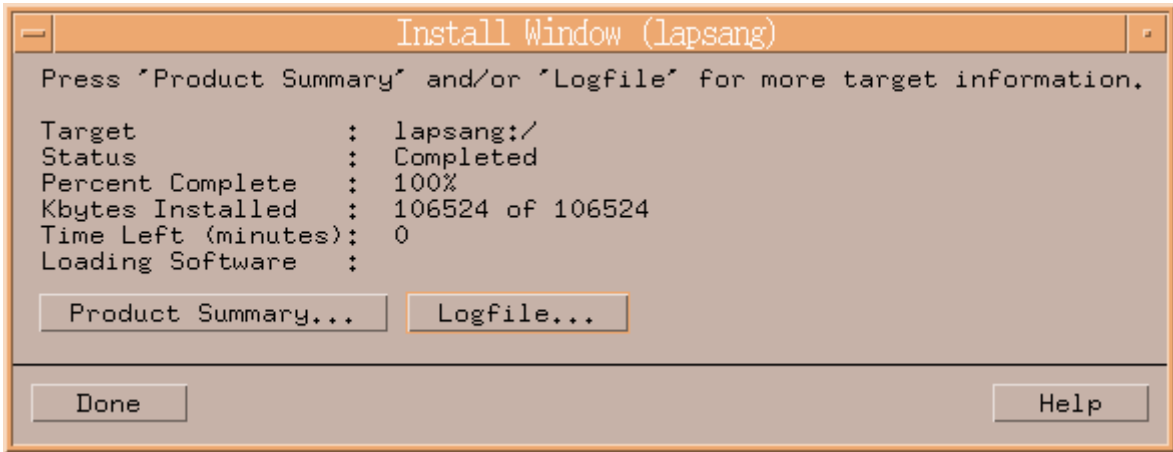 Install Window (lapsang)
Press ´Product Summary´ and/or ´Logfile´ for more target information.
Target : lapsang:/
Status : Completed
Percent Complete : 100%
Kbytes Installed : 106524 of 106524
Time Left (minutes): 0
Loading Software :
Product Summary... Logfile...
Done Help